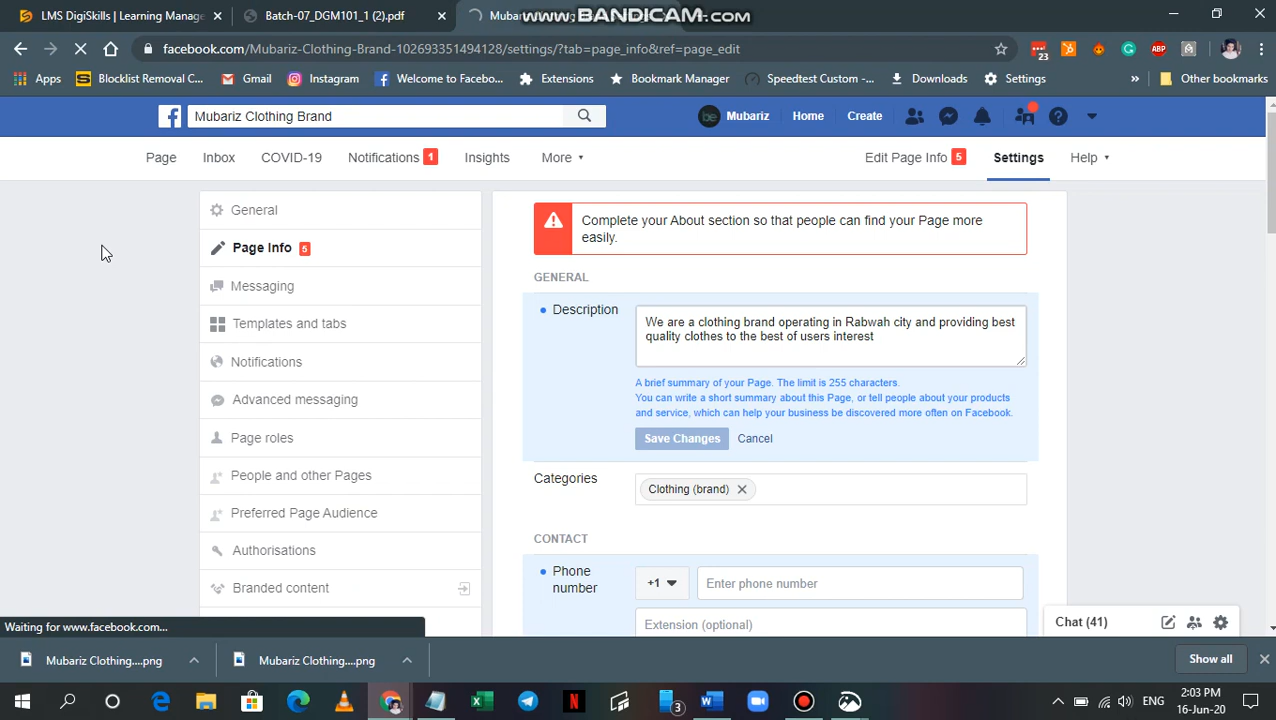 www.BANDICAM.com
LMS DigiSkills | Learning Manage
Batch-07_DGM101_1 (2).pdf
facebook.com/Mubariz-Clothing-Brand-102693351494128/settings/?tab=page_info&ref=page_edit
23
ABP
Apps
Blocklist Removal C...
Gmail
Instagram
Welcome to Facebo...
Extensions
Bookmark Manager
Speedtest Custom -...
Downloads
Settings
Other bookmarks
Mubariz Clothing Brand
Mubariz
Home
Create
Page
Inbox
COVID-19
Notifications 1
Insights
More
Edit Page Info 5
Settings
Help
General
Page Info 5
Messaging
Templates and tabs
Notifications
Advanced messaging
Page roles
People and other Pages
Preferred Page Audience
Authorisations
Branded content
Complete your About section so that people can find your Page more
easily.
GENERAL
Description
We are a clothing brand operating in Rabwah city and providing best
quality clothes to the best of users interest
A brief summary of your Page. The limit is 255 characters.
You can write a short summary about this Page, or tell people about your products
and service, which can help your business be discovered more often on Facebook.
Save Changes
Cancel
Categories
Clothing (brand)
CONTACT
Phone
number
+1
Enter phone number
Extension (optional)
Chat (41)
Waiting for www.facebook.com...
Mubariz Clothing....png
Mubariz Clothing....png
Show all
3
ENG
2:03 PM
16-Jun-20